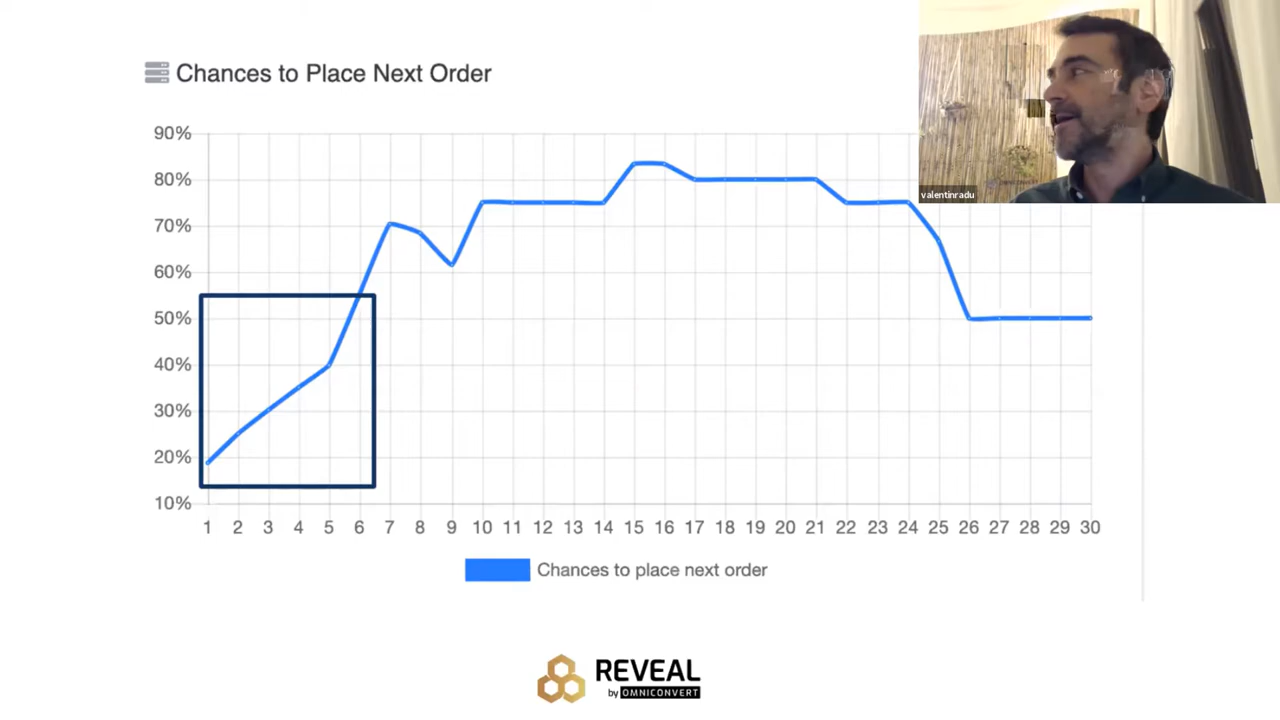 Chances to Place Next Order
valentinradu
90%
80%
70%
60%
50%
40%
30%
20%
10%
1 2 3 4 5 6 7 8 9 10 11 12 13 14 15 16 17 18 19 20 21 22 23 24 25 26 27 28 29 30
Chances to place next order
REVEAL
by OMNICONVERT